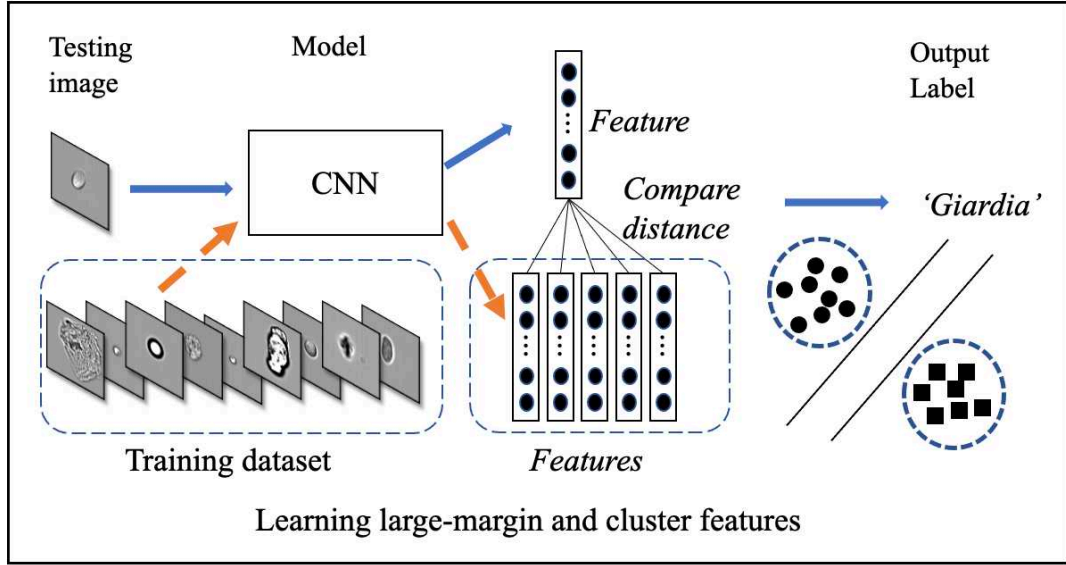 Testing
image
Model
Output
Label
Feature
CNN
Compare
distance
‘Giardia’
Training dataset
Features
Learning large-margin and cluster features